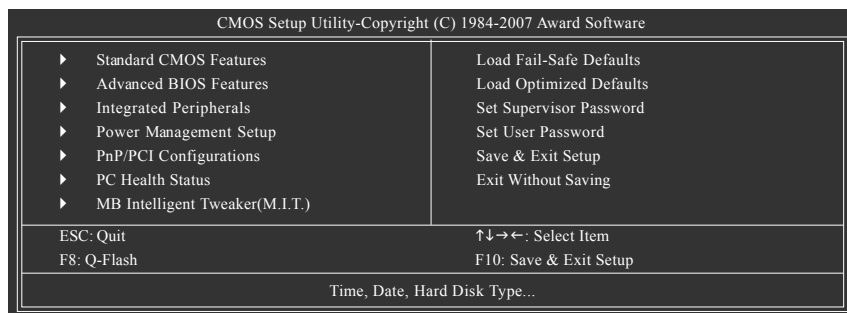 CMOS Setup Utility-Copyright (C) 1984-2007 Award Software
Standard CMOS Features
Advanced BIOS Features
Integrated Peripherals
Power Management Setup
PnP/PCI Configurations
PC Health Status
MB Intelligent Tweaker(M.I.T.)
Load Fail-Safe Defaults
Load Optimized Defaults
Set Supervisor Password
Set User Password
Save & Exit Setup
Exit Without Saving
ESC: Quit
F8: Q-Flash
↑↓→←: Select Item
F10: Save & Exit Setup
Time, Date, Hard Disk Type...